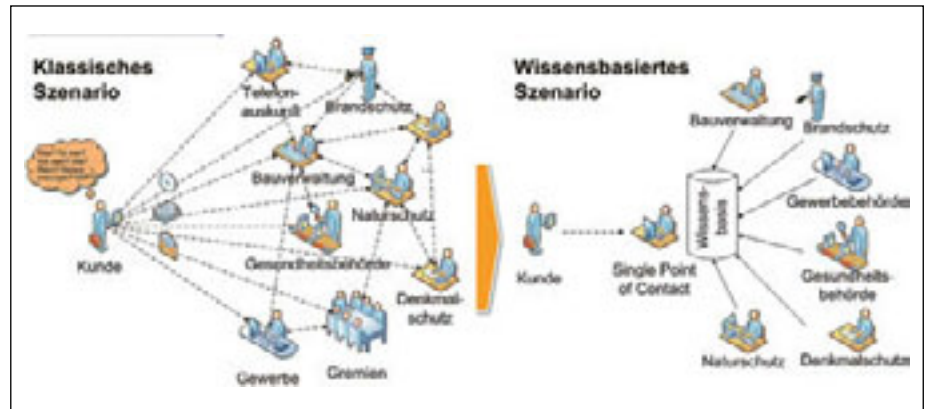 Klassisches
Szenario
Telefon-
auskunft
Brandschutz
Bauverwaltung
Naturschutz
Kunde
Gesundheitsbehörde
Denkmal-
schutz
Gewerbe
Gremien
Wissensbasiertes
Szenario
Bauverwaltung
Brandschutz
Wissens-
basis
Gewerbebehörde
Kunde
Single Point
of Contact
Gesundheits-
behörde
Naturschutz
Denkmalschutz